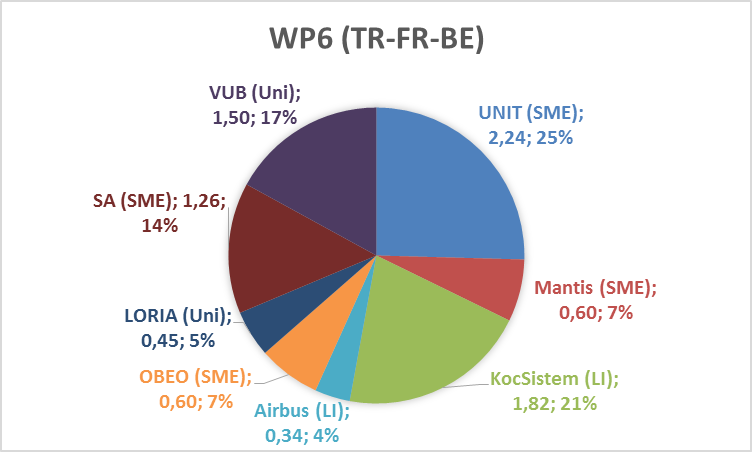 WP6 (TR-FR-BE)
UNIT (SME);
2,24; 25%
Mantis (SME);
0,60; 7%
KocSistem (LI);
1,82; 21%
Airbus (LI);
0,34; 4%
OBEO (SME);
0,60; 7%
LORIA (Uni);
0,45; 5%
SA (SME); 1,26;
14%
VUB (Uni);
1,50; 17%